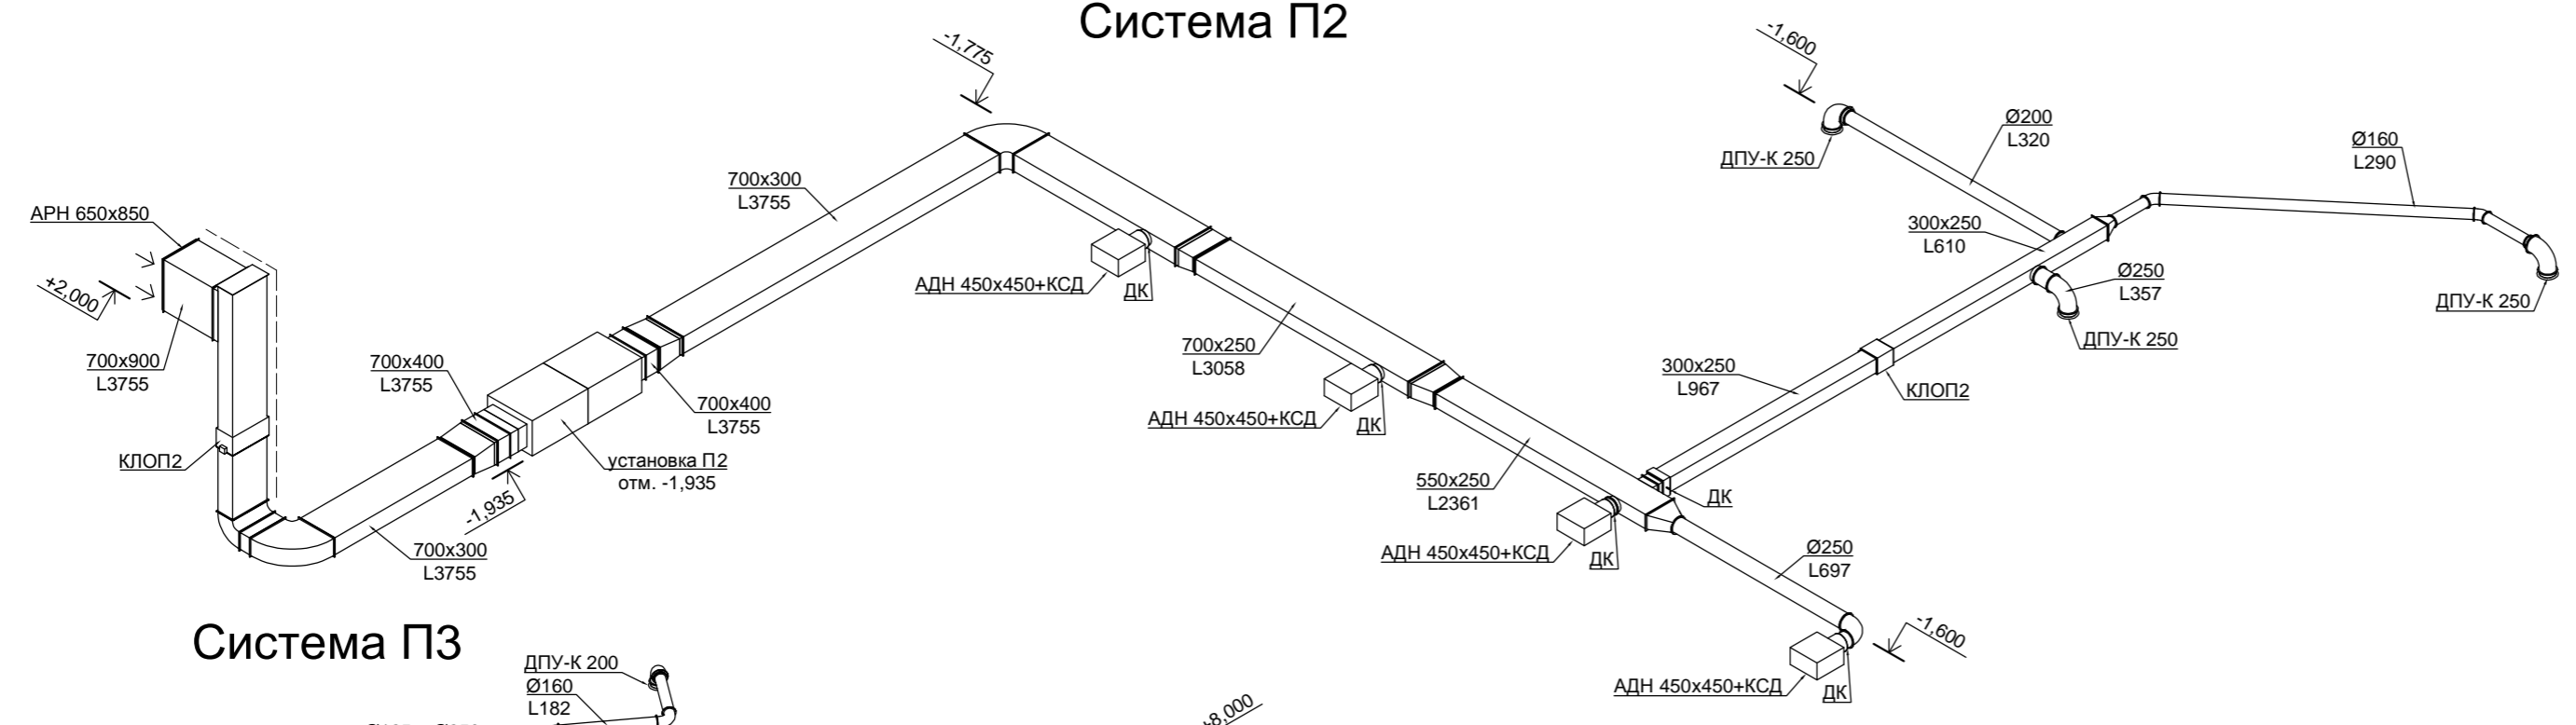 Система П2
-1,775
-1,600
Ø200
L320
ДПУ-К 250
Ø160
L290
700x300
L3755
АРН 650x850
300x250
L610
Ø250
L357
ДПУ-К 250
ДПУ-К 250
+2,000
АДН 450x450+КСД
ДК
700x900
L3755
700x400
L3755
700x250
L3058
300x250
L967
КЛОП2
700x400
L3755
АДН 450x450+КСД
ДК
КЛОП2
установка П2
отм. -1,935
-1,935
550x250
L2361
ДК
700x300
L3755
АДН 450x450+КСД
ДК
Ø250
L697
-1,600
Система П3
ДПУ-К 200
Ø160
L182
АДН 450x450+КСД
ДК
+8,000